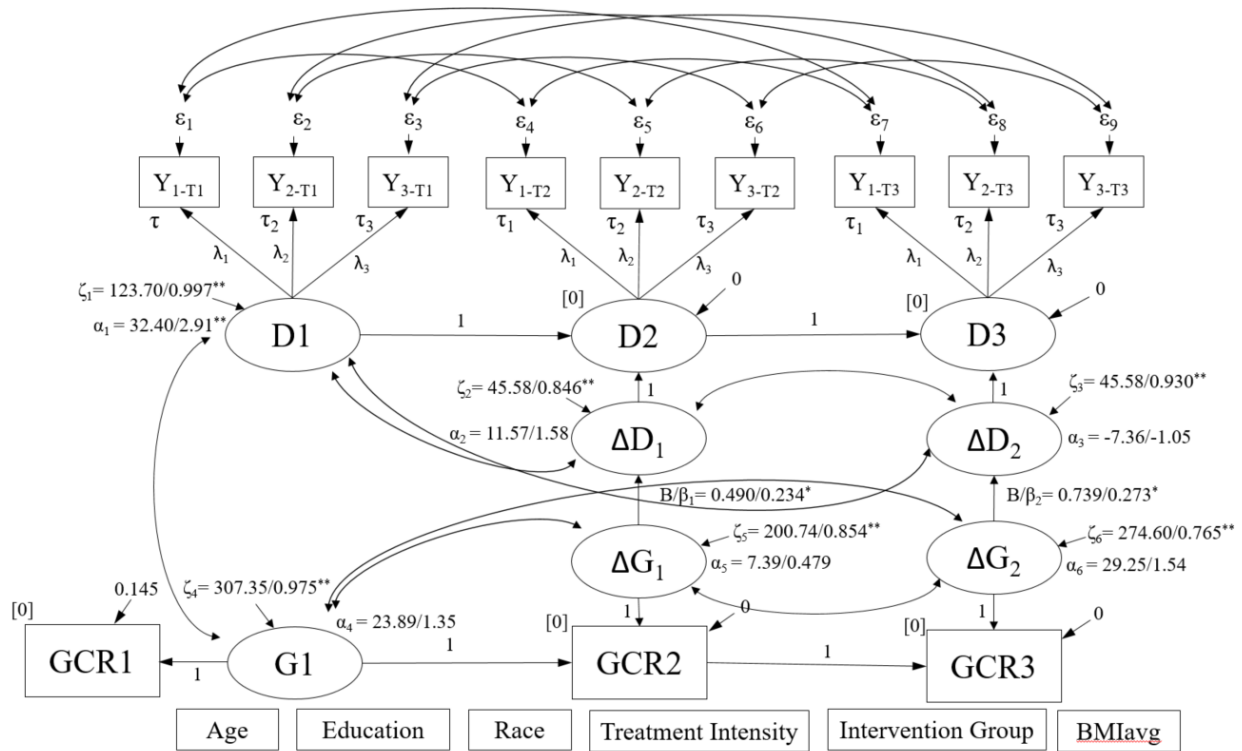 ε₁ ε₂ ε₃ ε₄ ε₅ ε₆ ε₇ ε₈ ε₉
Y₁₋T1 Y₂₋T1 Y₃₋T1 Y₁₋T2 Y₂₋T2 Y₃₋T2 Y₁₋T3 Y₂₋T3 Y₃₋T3
τ τ₂ τ₃ τ₁ τ₂ τ₃ τ₁ τ₂ τ₃
λ₁ λ₂ λ₃ λ₁ λ₂ λ₃ λ₁ λ₂ λ₃
ζ₁= 123.70/0.997** [0] 0 [0] 0
α₁ = 32.40/2.91** D1 1 D2 1 D3
ζ₂= 45.58/0.846** 1 1 ζ₃= 45.58/0.930**
α₂ = 11.57/1.58 ΔD₁ ΔD₂ α₃ = -7.36/-1.05
B/β₁ = 0.490/0.234* B/β₂ = 0.739/0.273*
ζ₅= 200.74/0.854** ζ₆= 274.60/0.765**
ΔG₁ α₅ = 7.39/0.479 ΔG₂ α₆ = 29.25/1.54
0.145 ζ₄= 307.35/0.975** 1 0 1 0
[0] α₄ = 23.89/1.35 [0] [0]
GCR1 1 G1 1 GCR2 1 GCR3
Age Education Race Treatment Intensity Intervention Group BMIavg